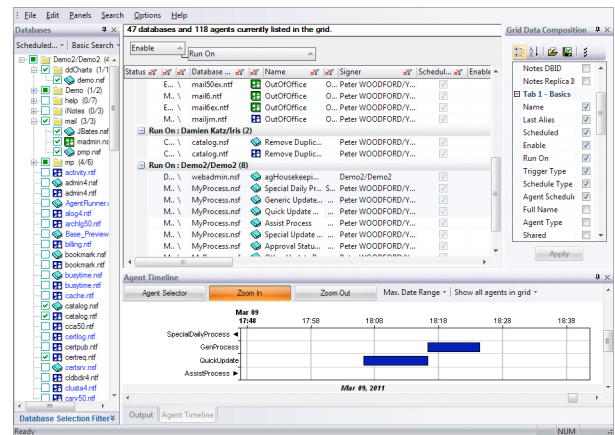 File Edit Panels Search Options Help
Databases
47 databases and 118 agents currently listed in the grid.
Grid Data Composition
Scheduled... Basic Search
Demo2/Demo2
ddCharts (1/1
demo.nsf
Demo (1/2)
help (0/7)
iNotes (0/3)
mail (3/3)
JBates.nsf
madmin.ns
pmp.nsf
mp (4/6)
activity.ntf
admin4.nsf
admin4.ntf
AgentRunner.
alog4.ntf
archlg50.ntf
Base_Preview
billing.ntf
bookmark.nsf
bookmark.ntf
busytime.nsf
busytime.ntf
cache.ntf
catalog.nsf
catalog.ntf
cca50.ntf
certlog.ntf
certpub.ntf
certreq.ntf
certsrv.nsf
cldbdir4.ntf
clusta4.ntf
csrv50.ntf
Database Selection Filter
Enable
Run On
Status Database ... Name Signer Schedul... Enable
E... \ mail50ex.ntf OutOfOffice O... Peter WOODFORD/Y...
M.. \ mail6.ntf OutOfOffice O... Peter WOODFORD/Y...
E... \ mail6ex.ntf OutOfOffice O... Peter WOODFORD/Y...
M.. \ mailjrn.ntf OutOfOffice O... Peter WOODFORD/Y...
Run On : Damien Katz/Iris (2)
C... \ catalog.nsf Remove Duplic... Peter WOODFORD/Y...
C... \ catalog.ntf Remove Duplic... Peter WOODFORD/Y...
Run On : Demo2/Demo2 (8)
D... \ webadmin.nsf agHousekeepi... Demo2/Demo2
M.. \ MyProcess.nsf Special Daily Pr... S... Peter WOODFORD/Y...
M.. \ MyProcess.nsf Generic Update... ... Peter WOODFORD/Y...
M.. \ MyProcess.nsf Quick Update ... Peter WOODFORD/Y...
M.. \ MyProcess.nsf Assist Process ... Peter WOODFORD/Y...
M.. \ MyProcess.nsf Special Update ... ... Peter WOODFORD/Y...
M.. \ MyProcess.nsf Approval Statu... ... Peter WOODFORD/Y...
Notes DBID
Notes Replica
Tab 1 - Basics
Name
Last Alias
Scheduled
Enable
Run On
Trigger Type
Schedule Type
Agent Schedule
Full Name
Agent Type
Shared
Apply
Agent Timeline
Agent Selector Zoom In Zoom Out Max. Date Range Show all agents in grid
Mar 09
17:48 17:58 18:08 18:18 18:28 18:38
SpecialDailyProcess
GenProcess
QuickUpdate
AssistProcess
Mar 09, 2011
Output Agent Timeline
Ready NUM